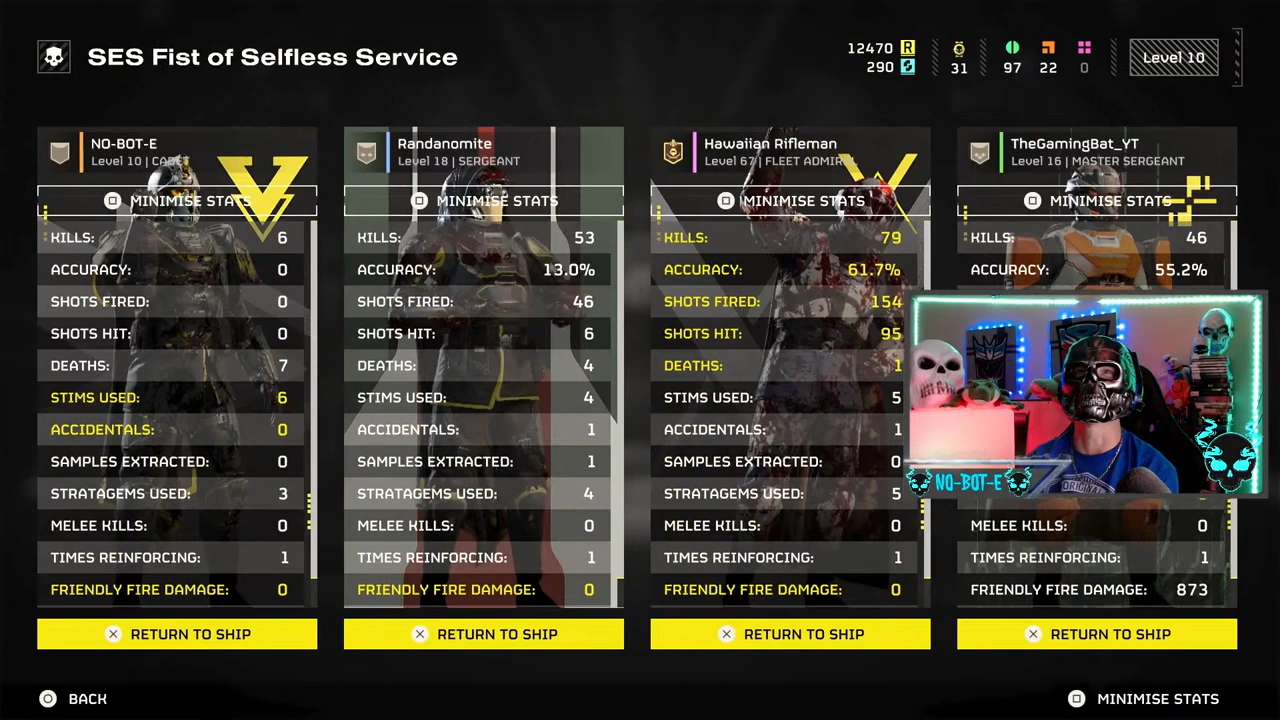 SES Fist of Selfless Service
12470
290
31
97
22
0
Level 10
NO-BOT-E
Level 10 | CADET
MINIMISE STATS
KILLS: 6
ACCURACY: 0
SHOTS FIRED: 0
SHOTS HIT: 0
DEATHS: 7
STIMS USED: 6
ACCIDENTALS: 0
SAMPLES EXTRACTED: 0
STRATAGEMS USED: 3
MELEE KILLS: 0
TIMES REINFORCING: 1
FRIENDLY FIRE DAMAGE: 0
RETURN TO SHIP
Randanomite
Level 18 | SERGEANT
MINIMISE STATS
KILLS: 53
ACCURACY: 13.0%
SHOTS FIRED: 46
SHOTS HIT: 6
DEATHS: 4
STIMS USED: 4
ACCIDENTALS: 1
SAMPLES EXTRACTED: 1
STRATAGEMS USED: 4
MELEE KILLS: 0
TIMES REINFORCING: 1
FRIENDLY FIRE DAMAGE: 0
RETURN TO SHIP
Hawaiian Rifleman
Level 67 | FLEET ADMIRAL
MINIMISE STATS
KILLS: 79
ACCURACY: 61.7%
SHOTS FIRED: 154
SHOTS HIT: 95
DEATHS: 1
STIMS USED: 5
ACCIDENTALS: 1
SAMPLES EXTRACTED: 0
STRATAGEMS USED: 5
MELEE KILLS: 0
TIMES REINFORCING: 1
FRIENDLY FIRE DAMAGE: 0
RETURN TO SHIP
TheGamingBat_YT
Level 16 | MASTER SERGEANT
MINIMISE STATS
KILLS: 46
ACCURACY: 55.2%
NO-BOT-E
ORIGINAL
MELEE KILLS: 0
TIMES REINFORCING: 1
FRIENDLY FIRE DAMAGE: 873
RETURN TO SHIP
BACK
MINIMISE STATS